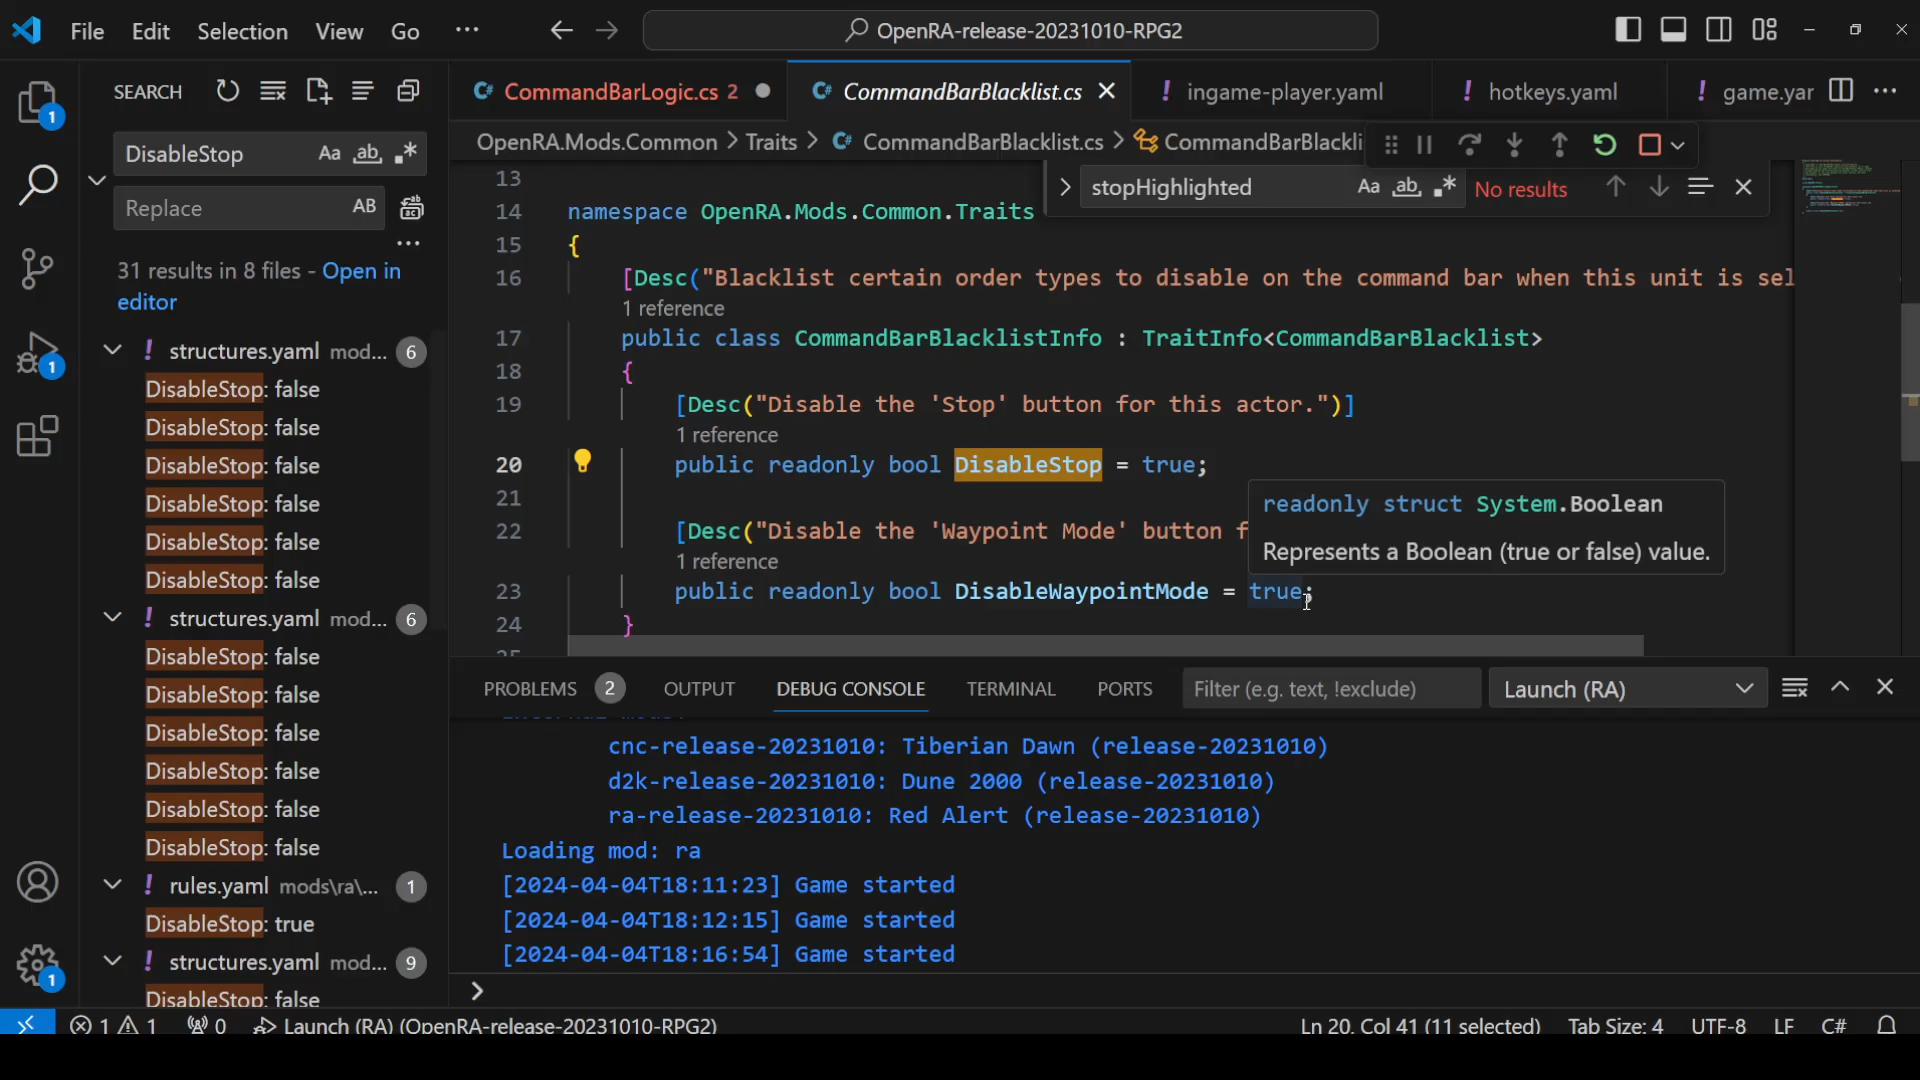 File Edit Selection View Go ··· OpenRA-release-20231010-RPG2
SEARCH
DisableStop Aa ab
Replace AB
31 results in 8 files - Open in
editor
structures.yaml mod... 6
DisableStop: false
DisableStop: false
DisableStop: false
DisableStop: false
DisableStop: false
DisableStop: false
structures.yaml mod... 6
DisableStop: false
DisableStop: false
DisableStop: false
DisableStop: false
DisableStop: false
DisableStop: false
rules.yaml mods\ra\... 1
DisableStop: true
structures.yaml mod... 9
DisableStop: false
CommandBarLogic.cs 2 CommandBarBlacklist.cs ingame-player.yaml hotkeys.yaml game.yar
OpenRA.Mods.Common > Traits > CommandBarBlacklist.cs > CommandBarBlackli
stopHighlighted Aa ab No results
13
14 namespace OpenRA.Mods.Common.Traits
15 {
16 [Desc("Blacklist certain order types to disable on the command bar when this unit is sel
1 reference
17 public class CommandBarBlacklistInfo : TraitInfo<CommandBarBlacklist>
18 {
19 [Desc("Disable the 'Stop' button for this actor.")]
1 reference
20 public readonly bool DisableStop = true;
21
22 [Desc("Disable the 'Waypoint Mode' button f
1 reference
23 public readonly bool DisableWaypointMode = true;
24 }
readonly struct System.Boolean
Represents a Boolean (true or false) value.
PROBLEMS 2 OUTPUT DEBUG CONSOLE TERMINAL PORTS Filter (e.g. text, !exclude) Launch (RA)
cnc-release-20231010: Tiberian Dawn (release-20231010)
d2k-release-20231010: Dune 2000 (release-20231010)
ra-release-20231010: Red Alert (release-20231010)
Loading mod: ra
[2024-04-04T18:11:23] Game started
[2024-04-04T18:12:15] Game started
[2024-04-04T18:16:54] Game started
>
1 1 0 Launch (RA) (OpenRA-release-20231010-RPG2) Ln 20, Col 41 (11 selected) Tab Size: 4 UTF-8 LF C#